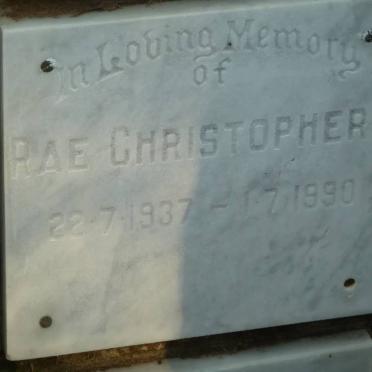 In Loving Memory
of
RAE CHRISTOPHER
22·7·1937 - 1·7·1990